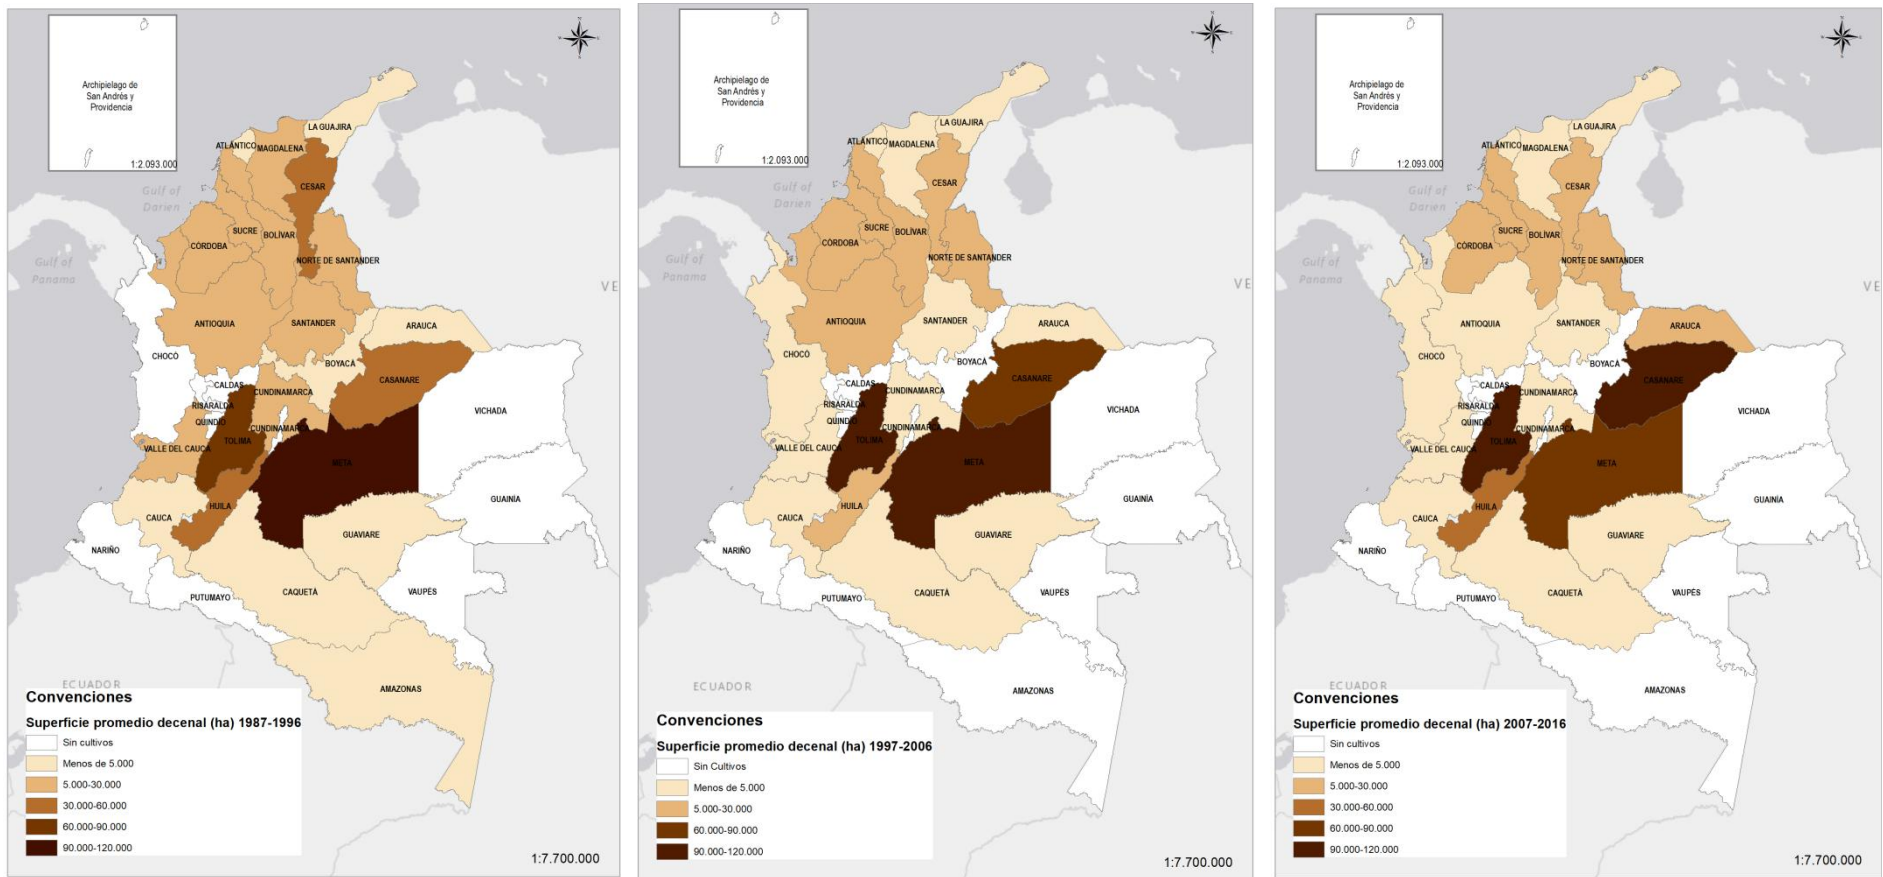 Archipielago de
San Andrés y
Providencia
1:2.093.000
Gulf of
Darien
Gulf of
Panama
VE
ECUADOR
LA GUAJIRA
ATLÁNTICO
MAGDALENA
CESAR
SUCRE
BOLÍVAR
CÓRDOBA
NORTE DE SANTANDER
ANTIOQUIA
SANTANDER
ARAUCA
CHOCÓ
BOYACÁ
CALDAS
CUNDINAMARCA
CASANARE
RISARALDA
VICHADA
QUINDÍO
CUNDINAMARCA
TOLIMA
VALLE DEL CAUCA
META
GUAINÍA
HUILA
CAUCA
GUAVIARE
NARIÑO
CAQUETÁ
VAUPÉS
PUTUMAYO
AMAZONAS
Convenciones
Superficie promedio decenal (ha) 1987-1996
Sin cultivos
Menos de 5.000
5.000-30.000
30.000-60.000
60.000-90.000
90.000-120.000
1:7.700.000
Archipielago de
San Andrés y
Providencia
1:2.093.000
Gulf of
Darien
Gulf of
Panama
VE
ECUADOR
LA GUAJIRA
ATLÁNTICO
MAGDALENA
CESAR
SUCRE
BOLÍVAR
CÓRDOBA
NORTE DE SANTANDER
ANTIOQUIA
SANTANDER
ARAUCA
CHOCÓ
BOYACÁ
CALDAS
CUNDINAMARCA
CASANARE
RISARALDA
VICHADA
QUINDÍO
CUNDINAMARCA
TOLIMA
VALLE DEL CAUCA
META
GUAINÍA
HUILA
CAUCA
GUAVIARE
NARIÑO
CAQUETÁ
VAUPÉS
PUTUMAYO
AMAZONAS
Convenciones
Superficie promedio decenal (ha) 1997-2006
Sin Cultivos
Menos de 5.000
5.000-30.000
60.000-90.000
90.000-120.000
1:7.700.000
Archipielago de
San Andrés y
Providencia
1:2.093.000
Gulf of
Darien
Gulf of
Panama
VE
ECUADOR
LA GUAJIRA
ATLÁNTICO
MAGDALENA
CESAR
SUCRE
BOLÍVAR
CÓRDOBA
NORTE DE SANTANDER
ANTIOQUIA
SANTANDER
ARAUCA
CHOCÓ
BOYACÁ
CALDAS
CUNDINAMARCA
CASANARE
RISARALDA
VICHADA
QUINDÍO
CUNDINAMARCA
TOLIMA
VALLE DEL CAUCA
META
GUAINÍA
HUILA
CAUCA
GUAVIARE
NARIÑO
CAQUETÁ
VAUPÉS
PUTUMAYO
AMAZONAS
Convenciones
Superficie promedio decenal (ha) 2007-2016
Sin cultivos
Menos de 5.000
5.000-30.000
30.000-60.000
60.000-90.000
90.000-120.000
1:7.700.000